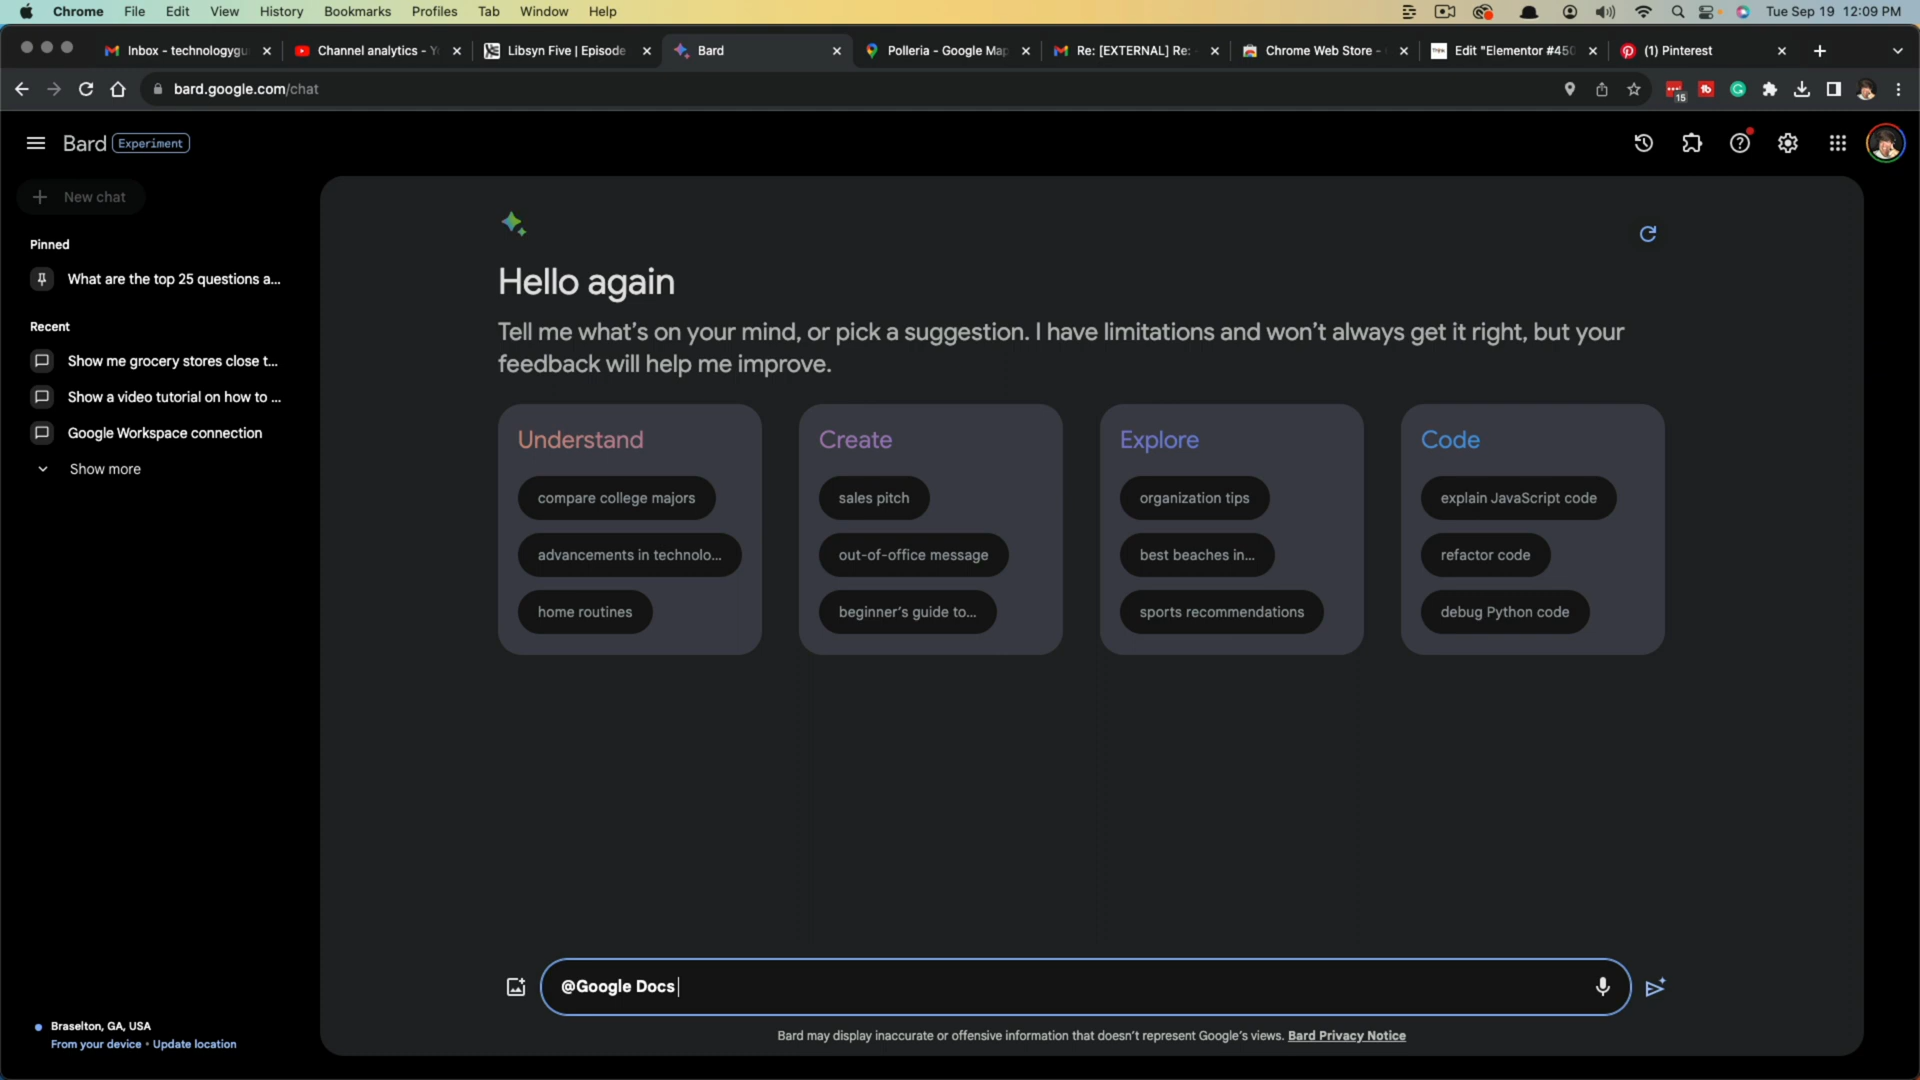 Chrome File Edit View History Bookmarks Profiles Tab Window Help Tue Sep 19 12:09 PM
Inbox - technologygu Channel analytics - Libsyn Five | Episode Bard Polleria - Google Map Re: [EXTERNAL] Re: - Chrome Web Store - Edit "Elementor #450 (1) Pinterest
bard.google.com/chat 15
Bard Experiment
New chat
Pinned
What are the top 25 questions a...
Recent
Show me grocery stores close t...
Show a video tutorial on how to ...
Google Workspace connection
Show more
Hello again
Tell me what's on your mind, or pick a suggestion. I have limitations and won't always get it right, but your
feedback will help me improve.
Understand
compare college majors
advancements in technolo...
home routines
Create
sales pitch
out-of-office message
beginner's guide to...
Explore
organization tips
best beaches in...
sports recommendations
Code
explain JavaScript code
refactor code
debug Python code
@Google Docs
Bard may display inaccurate or offensive information that doesn't represent Google's views. Bard Privacy Notice
Braselton, GA, USA
From your device • Update location